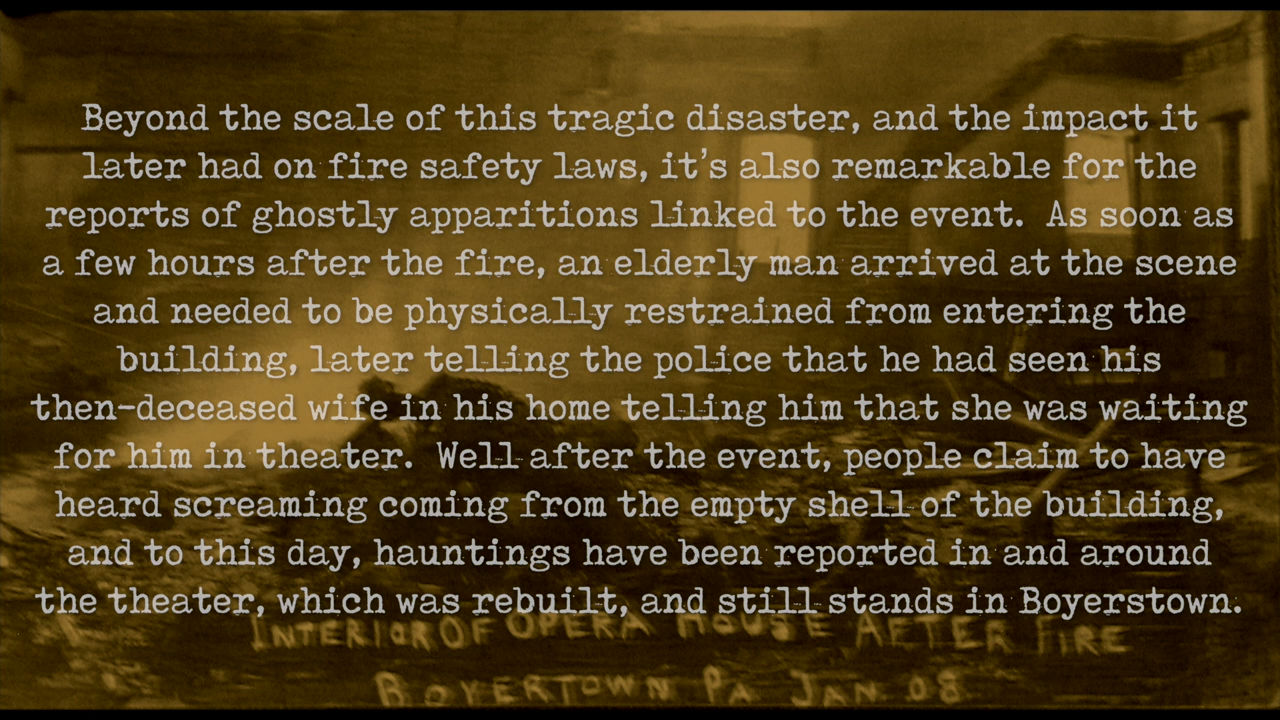 Beyond the scale of this tragic disaster, and the impact it
later had on fire safety laws, it's also remarkable for the
reports of ghostly apparitions linked to the event.  As soon as
a few hours after the fire, an elderly man arrived at the scene
and needed to be physically restrained from entering the
building, later telling the police that he had seen his
then-deceased wife in his home telling him that she was waiting
for him in theater.  Well after the event, people claim to have
heard screaming coming from the empty shell of the building,
and to this day, hauntings have been reported in and around
the theater, which was rebuilt, and still stands in Boyerstown.
INTERIOR OF OPERA HOUSE AFTER FIRE
BOYERTOWN PA JAN. 08